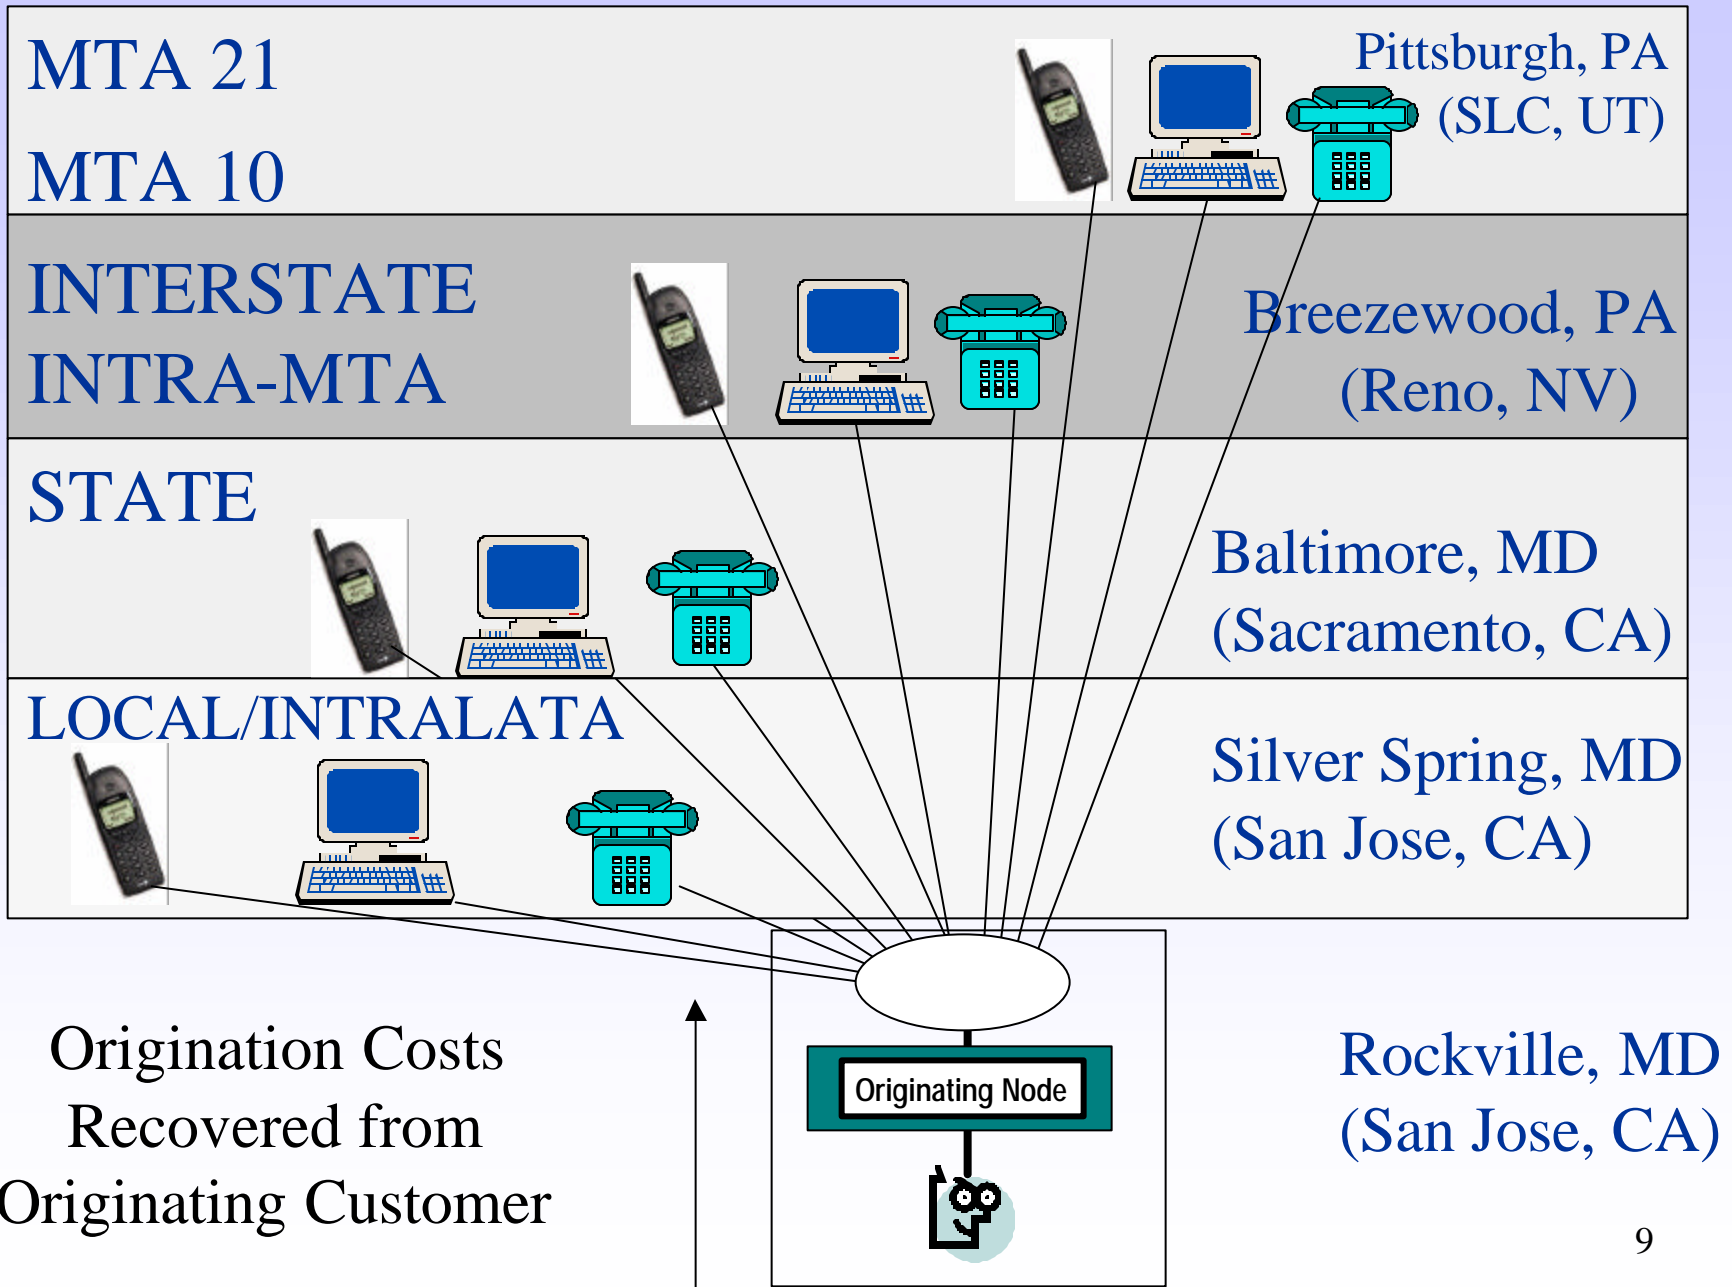 MTA 21
MTA 10
Pittsburgh, PA
(SLC, UT)
INTERSTATE
INTRA-MTA
Breezewood, PA
(Reno, NV)
STATE
Baltimore, MD
(Sacramento, CA)
LOCAL/INTRALATA
Silver Spring, MD
(San Jose, CA)
Origination Costs
Recovered from
Originating Customer
Originating Node
Rockville, MD
(San Jose, CA)
9